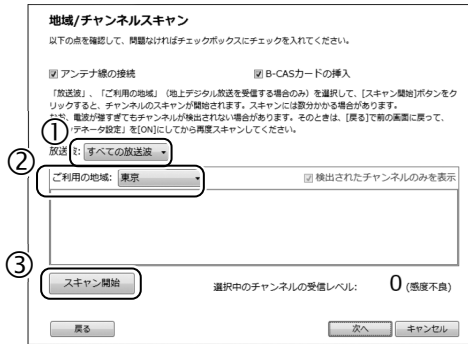 地域/チャンネルスキャン
以下の点を確認して、問題なければチェックボックスにチェックを入れてください。
アンテナ線の接続 B-CASカードの挿入
「放送波」、「ご利用の地域」(地上デジタル放送を受信する場合のみ)を選択して、[スキャン開始]ボタンをク
リックすると、チャンネルのスキャンが開始されます。スキャンには数分かかる場合があります。
なお、電波が強すぎてもチャンネルが検出されない場合があります。そのときは、[戻る]で前の画面に戻って、
テネータ設定」を[ON]にしてから再度スキャンしてください。
①
放送波: すべての放送波
②
ご利用の地域: 東京 検出されたチャンネルのみを表示
③
スキャン開始 選択中のチャンネルの受信レベル: 0 (感度不良)
戻る 次へ キャンセル